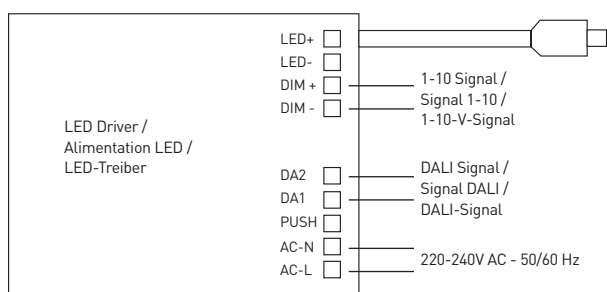 LED+
LED-
DIM +
DIM -
1-10 Signal /
Signal 1-10 /
1-10-V-Signal
LED Driver /
Alimentation LED /
LED-Treiber
DA2
DA1
PUSH
AC-N
AC-L
DALI Signal /
Signal DALI /
DALI-Signal
220-240V AC - 50/60 Hz